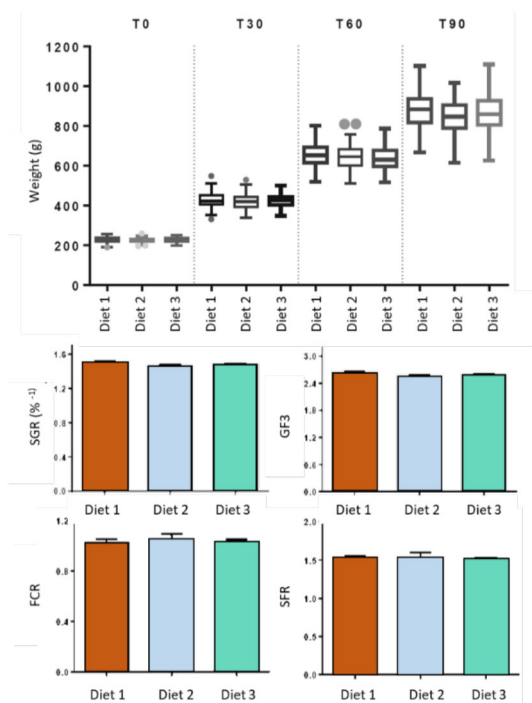 T0 T30 T60 T90
Weight (g)
1200
1000
800
600
400
200
0
Diet 1 Diet 2 Diet 3 Diet 1 Diet 2 Diet 3 Diet 1 Diet 2 Diet 3 Diet 1 Diet 2 Diet 3
SGR (% -1)
1.6
1.2
0.8
0.4
0.0
Diet 1 Diet 2 Diet 3
GF3
3.0
2.4
1.8
1.2
0.6
0.0
Diet 1 Diet 2 Diet 3
FCR
1.2
0.8
0.4
0.0
Diet 1 Diet 2 Diet 3
SFR
2.0
1.5
1.0
0.5
0.0
Diet 1 Diet 2 Diet 3